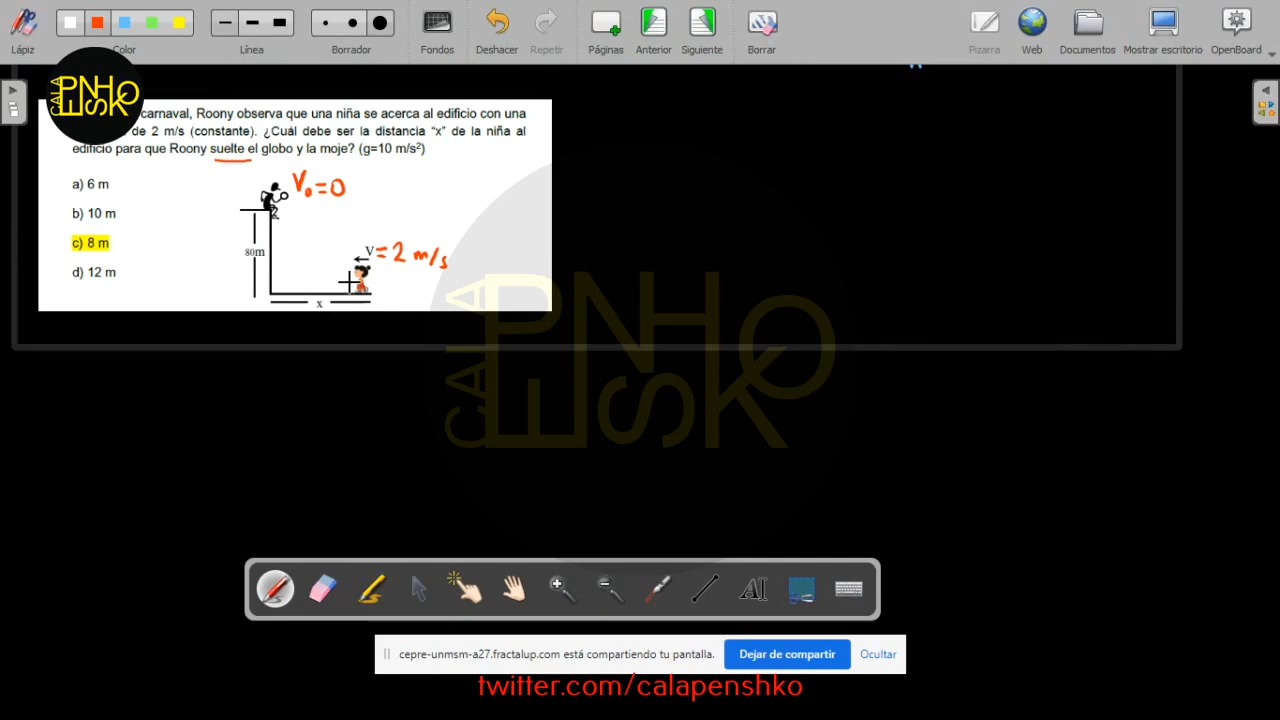 Lápiz
Color
Línea
Borrador
Fondos
Deshacer
Repetir
Páginas
Anterior
Siguiente
Borrar
Pizarra
Web
Documentos
Mostrar escritorio
OpenBoard
CALA
PENSHKO
carnaval, Roony observa que una niña se acerca al edificio con una
de 2 m/s (constante). ¿Cuál debe ser la distancia “x” de la niña al
edificio para que Roony suelte el globo y la moje? (g=10 m/s²)
a) 6 m
b) 10 m
c) 8 m
d) 12 m
V₀=0
80m
V = 2 m/s
x
CALA
PENSHKO
cepre-unmsm-a27.fractalup.com está compartiendo tu pantalla.
Dejar de compartir
Ocultar
twitter.com/calapenshko